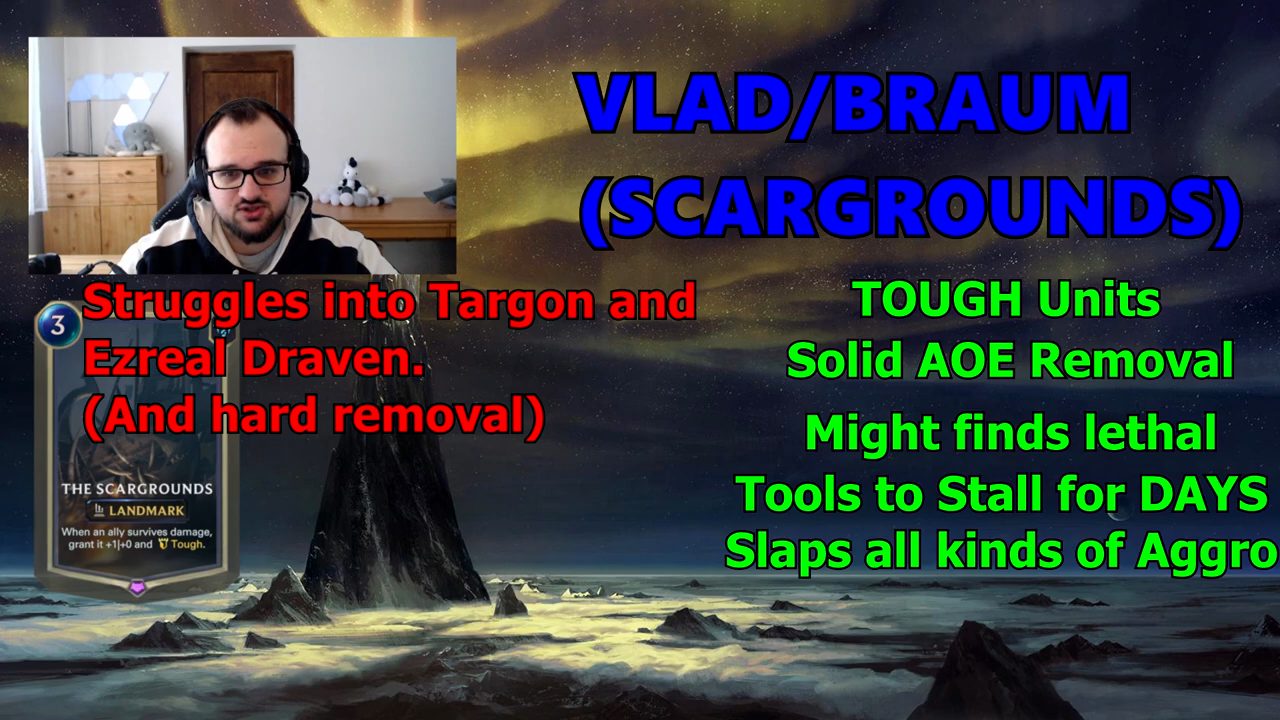 VLAD/BRAUM
(SCARGROUNDS)
Struggles into Targon and
Ezreal Draven.
(And hard removal)
3
THE SCARGROUNDS
LANDMARK
When an ally survives damage,
grant it +1|+0 and Tough.
TOUGH Units
Solid AOE Removal
Might finds lethal
Tools to Stall for DAYS
Slaps all kinds of Aggro